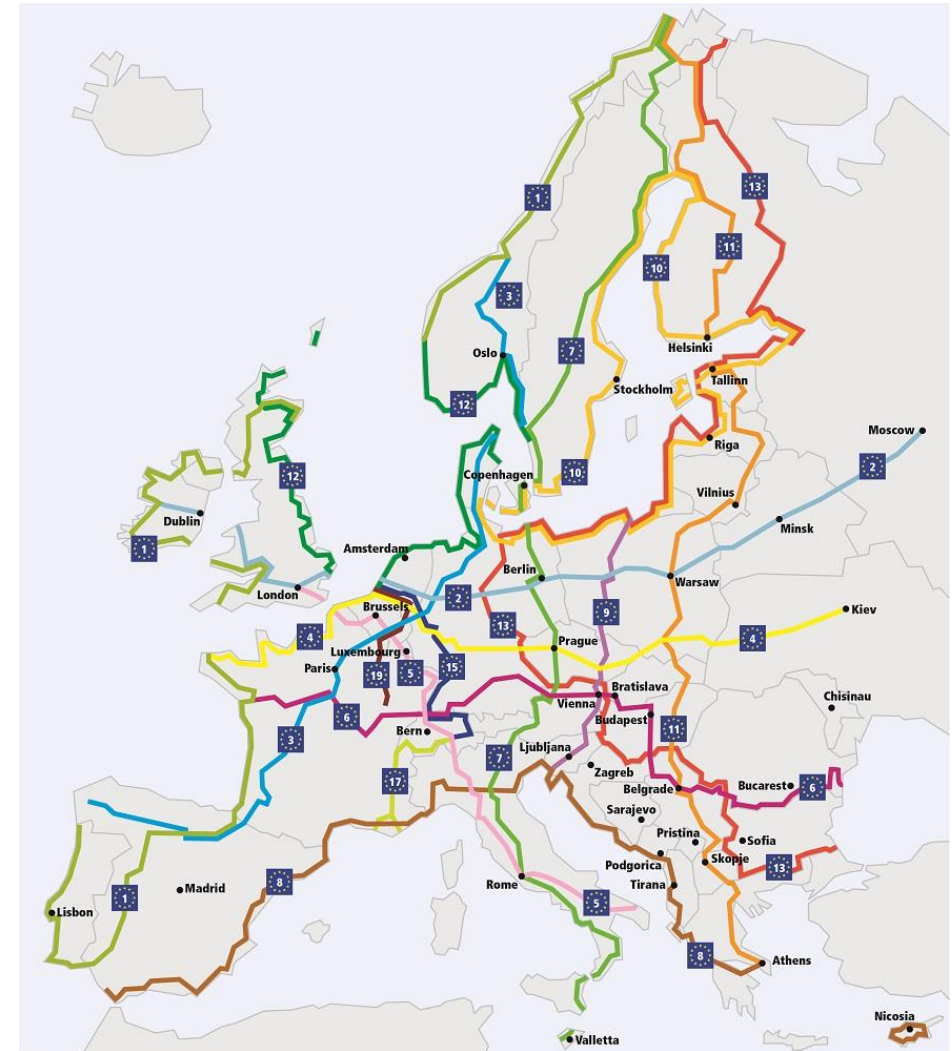 1
13
11
10
3
Oslo
7
Helsinki
Stockholm
Tallinn
12
Moscow
Riga
2
10
Copenhagen
12
Vilnius
Dublin
Minsk
1
Amsterdam
Berlin
Warsaw
London
2
Brussels
9
Kiev
13
4
4
Prague
Luxembourg
Paris
19
5
15
Bratislava
Vienna
Chisinau
6
Budapest
Bern
11
3
Ljubljana
7
Zagreb
17
Belgrade
Bucarest
6
Sarajevo
Pristina
Sofia
Podgorica
Skopje
13
8
Rome
Tirana
Madrid
1
5
Lisbon
8
Athens
Nicosia
Valletta